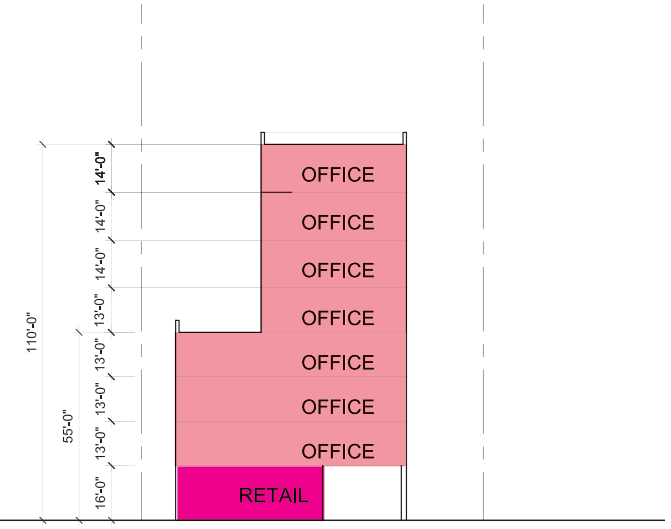 14'-0"
OFFICE
14'-0"
OFFICE
14'-0"
OFFICE
13'-0"
OFFICE
110'-0"
13'-0"
OFFICE
13'-0"
OFFICE
55'-0"
13'-0"
OFFICE
16'-0"
RETAIL